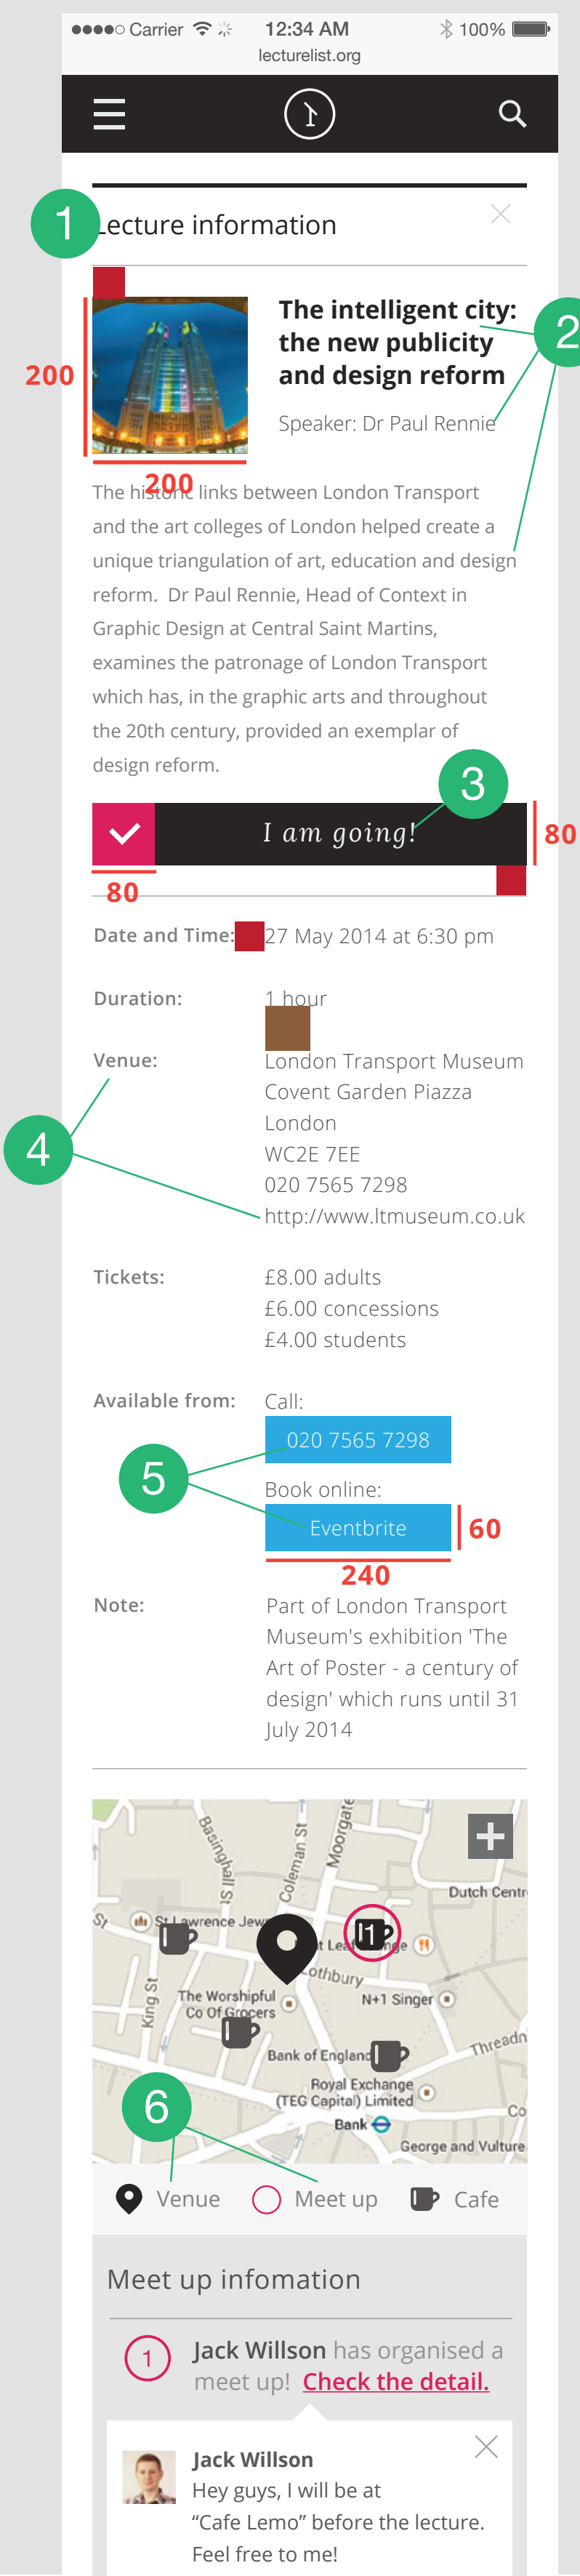 Carrier 12:34 AM 100%
lecturelist.org
1
Lecture information
The intelligent city:
the new publicity
and design reform
2
200
Speaker: Dr Paul Rennie
200
The historic links between London Transport
and the art colleges of London helped create a
unique triangulation of art, education and design
reform. Dr Paul Rennie, Head of Context in
Graphic Design at Central Saint Martins,
examines the patronage of London Transport
which has, in the graphic arts and throughout
the 20th century, provided an exemplar of
design reform.
3
I am going!
80
80
Date and Time: 27 May 2014 at 6:30 pm
Duration: 1 hour
Venue: London Transport Museum
Covent Garden Piazza
London
WC2E 7EE
4
020 7565 7298
http://www.ltmuseum.co.uk
Tickets: £8.00 adults
£6.00 concessions
£4.00 students
Available from: Call:
020 7565 7298
5
Book online:
Eventbrite
60
240
Note: Part of London Transport
Museum's exhibition 'The
Art of Poster - a century of
design' which runs until 31
July 2014
Basinghall St
Coleman St
Moorgate
Dutch Centr
St Lawrence Jew
1
t Lea nge
othbury
King St
The Worshipful
Co Of Grocers
N+1 Singer
Threadn
Bank of England
Royal Exchange
(TEG Capital) Limited
Bank
Co
George and Vulture
6
Venue Meet up Cafe
Meet up infomation
1
Jack Willson has organised a
meet up! Check the detail.
Jack Willson
Hey guys, I will be at
“Cafe Lemo” before the lecture.
Feel free to me!